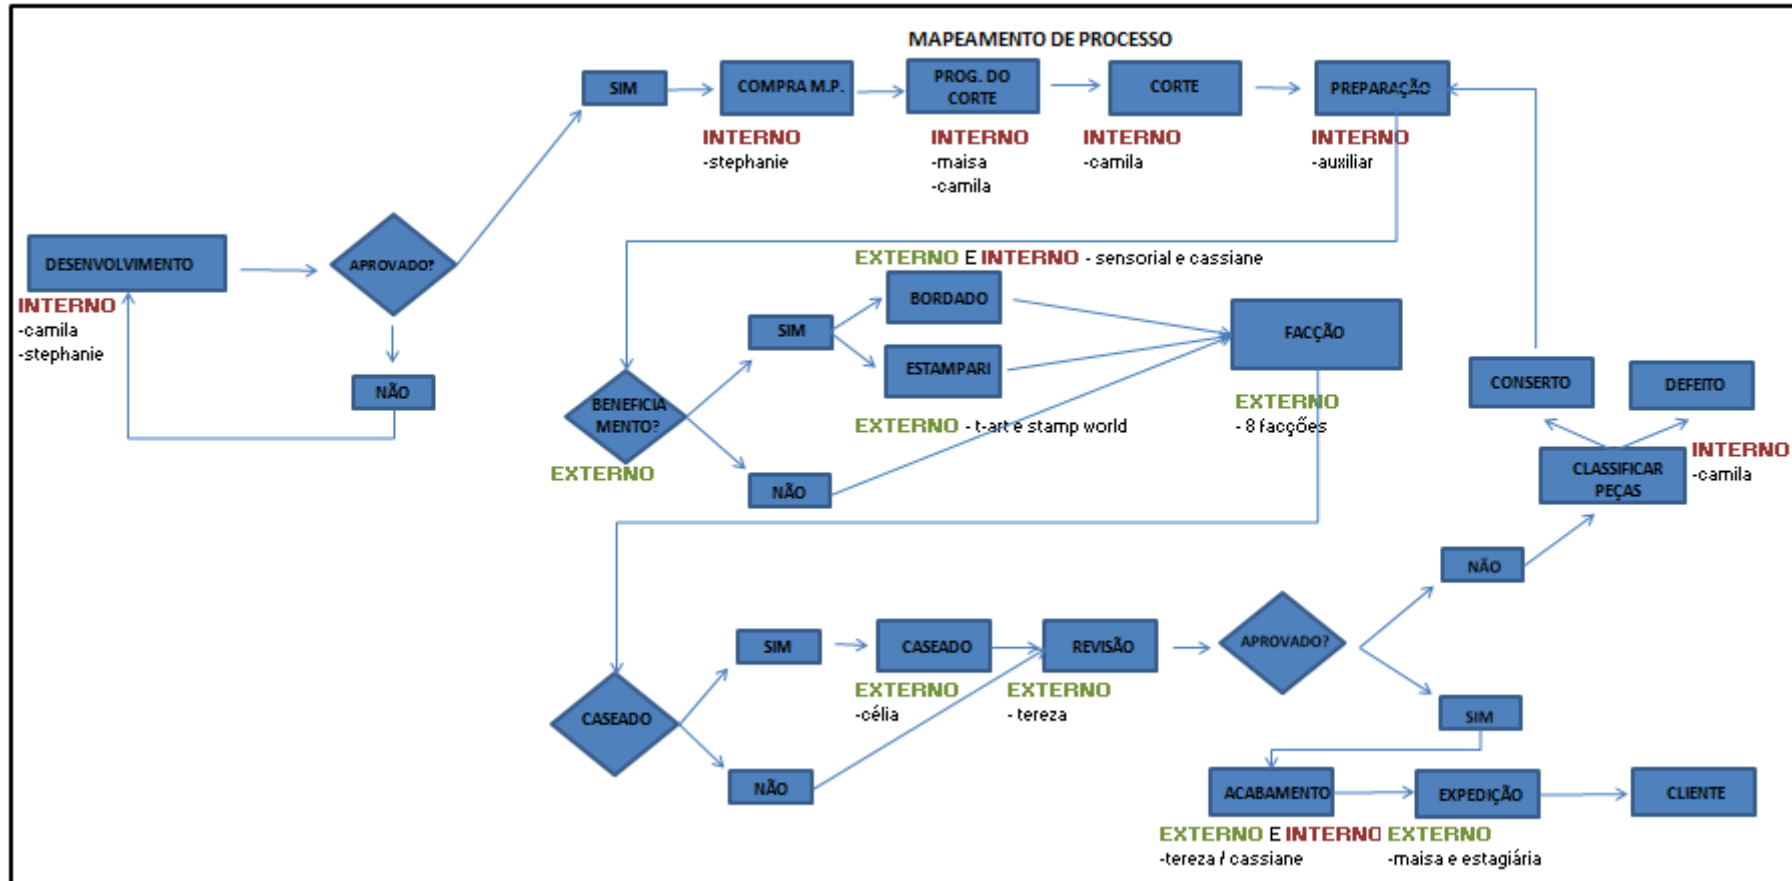 MAPEAMENTO DE PROCESSO
SIM
COMPRA M.P.
PROG. DO
CORTE
CORTE
PREPARAÇÃO
INTERNO
-stephanie
INTERNO
-maisa
-camila
INTERNO
-camila
INTERNO
-auxiliar
DESENVOLVIMENTO
INTERNO
-camila
-stephanie
APROVADO?
NÃO
EXTERNO E INTERNO - sensorial e cassiane
BORDADO
SIM
ESTAMPARI
BENEFICIA
MENTO?
EXTERNO
EXTERNO - t-art e stamp world
NÃO
FACÇÃO
EXTERNO
- 8 facções
CONSERTO
DEFEITO
CLASSIFICAR
PEÇAS
INTERNO
-camila
NÃO
SIM
CASEADO
EXTERNO
-célia
REVISÃO
EXTERNO
- tereza
APROVADO?
CASEADO
NÃO
SIM
ACABAMENTO
EXPEDIÇÃO
CLIENTE
EXTERNO E INTERNO
-tereza / cassiane
EXTERNO
-maisa e estagiária